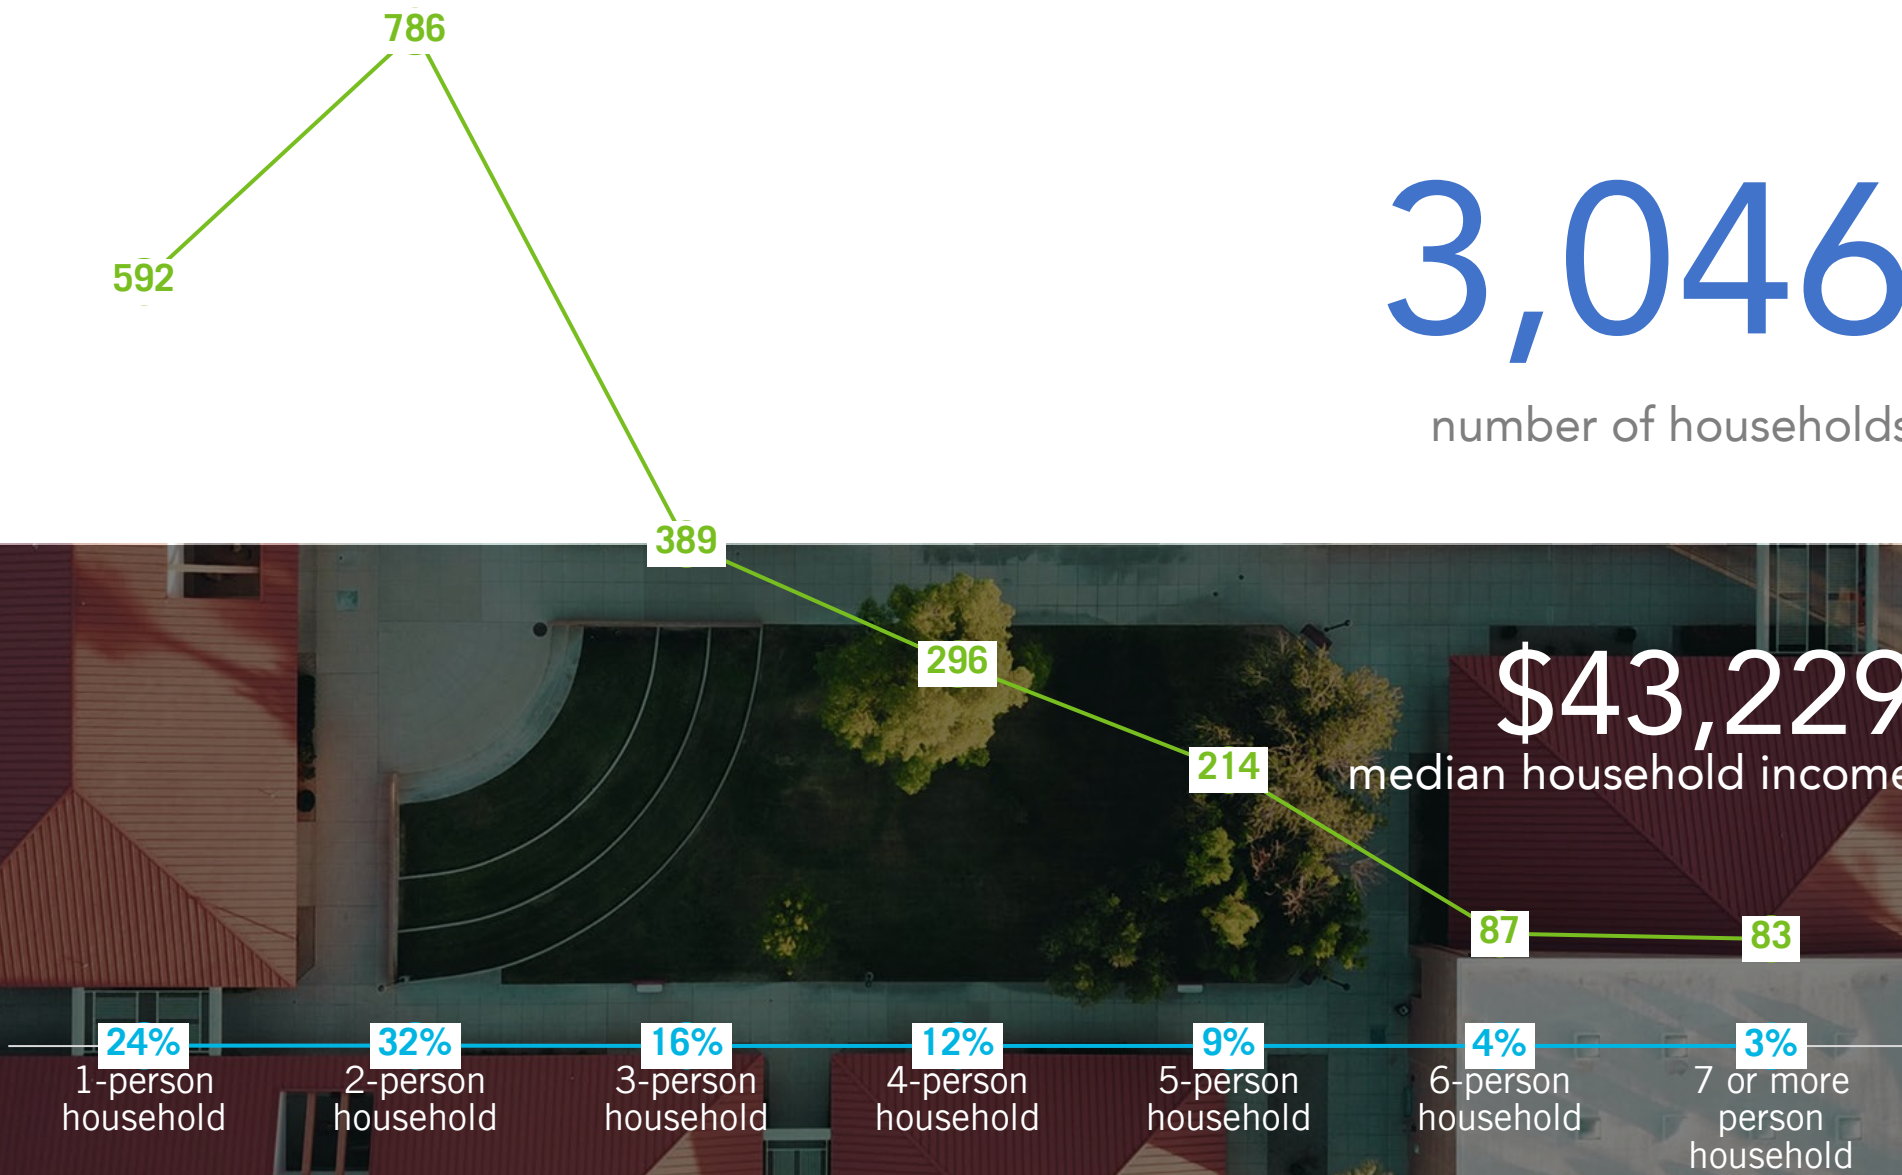 786
592
3,046
number of households
389
296
214
87
83
$43,229
median household income
24% 32% 16% 12% 9% 4% 3%
1-person 2-person 3-person 4-person 5-person 6-person 7 or more
household household household household household household person
household